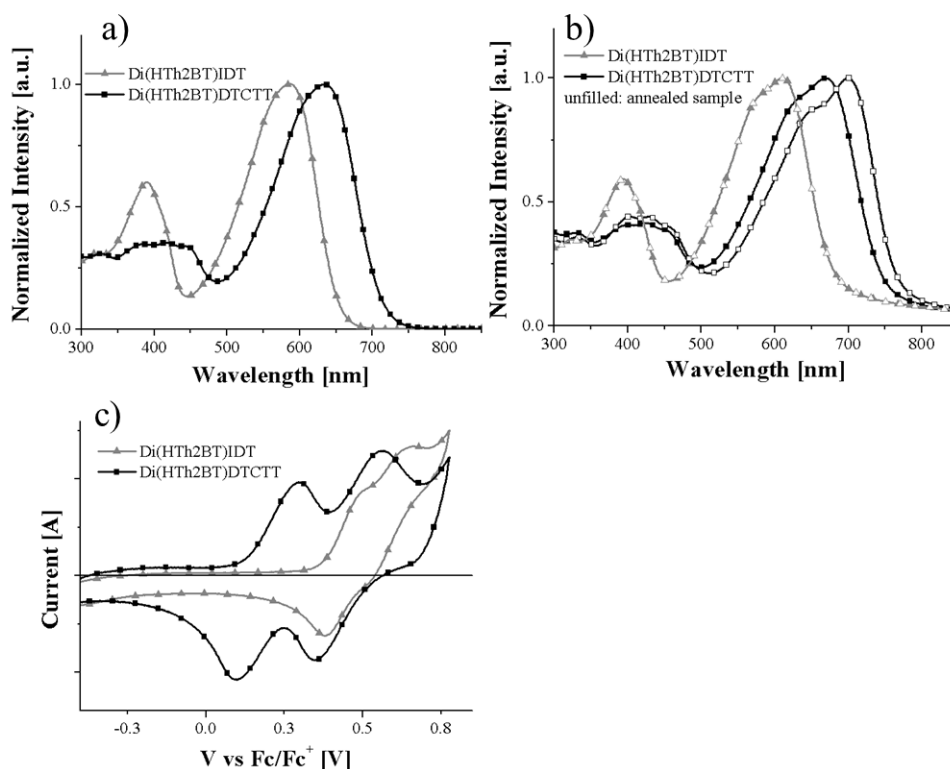 a)
Di(HTh2BT)IDT
Di(HTh2BT)DTCTT
1.0
0.5
0.0
Normalized Intensity [a.u.]
300 400 500 600 700 800
Wavelength [nm]
b)
Di(HTh2BT)IDT
Di(HTh2BT)DTCTT
unfilled: annealed sample
1.0
0.5
0.0
Normalized Intensity [a.u.]
300 400 500 600 700 800
Wavelength [nm]
c)
Di(HTh2BT)IDT
Di(HTh2BT)DTCTT
Current [A]
-0.3 0.0 0.3 0.5 0.8
V vs Fc/Fc⁺ [V]